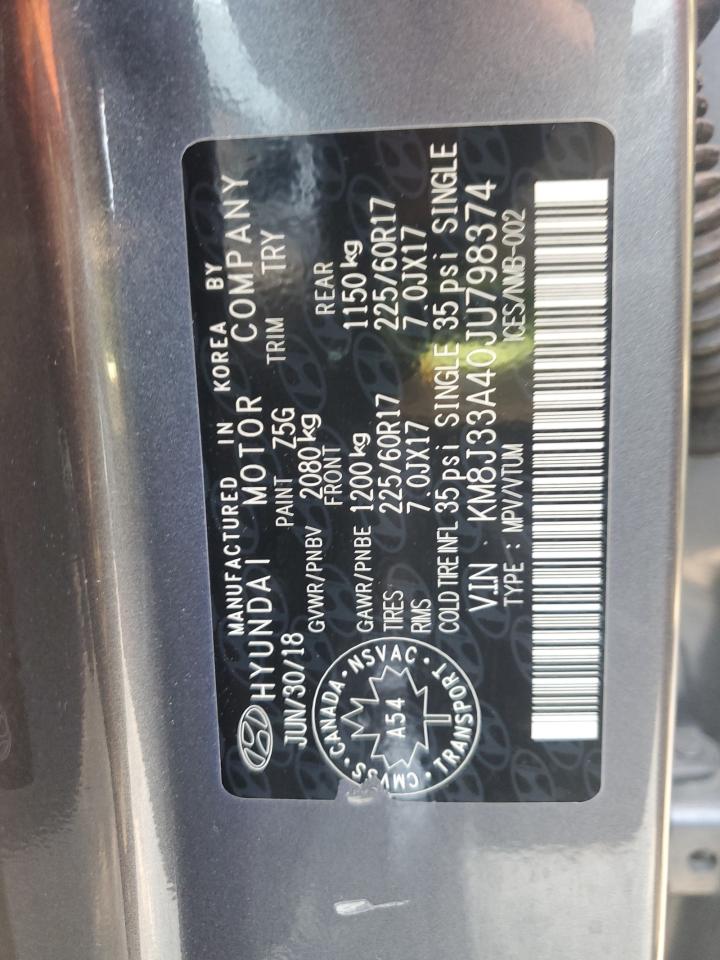 MANUFACTURED IN KOREA BY
HYUNDAI MOTOR COMPANY
JUN/30/18 PAINT Z5G TRIM TRY
GVWR/PNBV 2080kg
FRONT REAR
GAWR/PNBE 1200kg 1150kg
TIRES 225/60R17 225/60R17
RIMS 7.0JX17 7.0JX17
COLD TIRE INFL 35 psi SINGLE 35 psi SINGLE
VIN KM8J33A40JU798374
TYPE : MPV/VTUM ICES/NMB-002
CANADA · NSVAC · TRANSPORT · CMVSS
A54